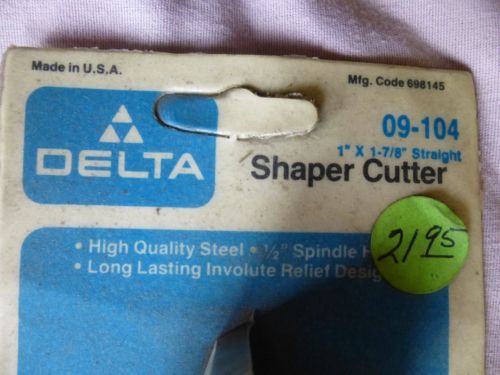 Made in U.S.A.
Mfg. Code 698145
DELTA
09-104
1" X 1-7/8" Straight
Shaper Cutter
• High Quality Steel • ½" Spindle
• Long Lasting Involute Relief
2195